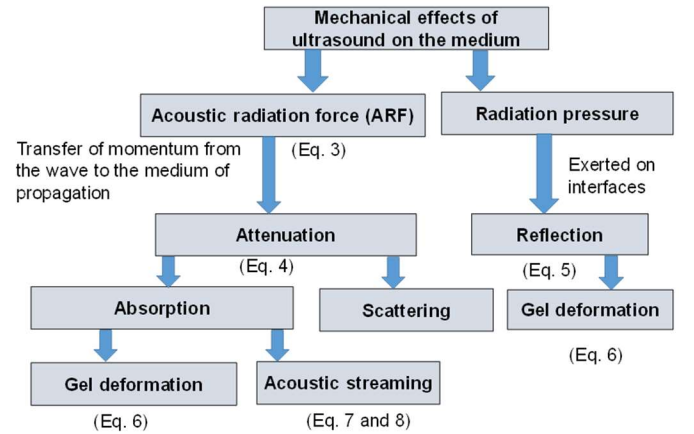 Mechanical effects of
ultrasound on the medium
Acoustic radiation force (ARF)
Radiation pressure
Transfer of momentum from
the wave to the medium of
propagation
(Eq. 3)
Exerted on
interfaces
Attenuation
Reflection
(Eq. 4)
(Eq. 5)
Absorption
Scattering
Gel deformation
(Eq. 6)
Gel deformation
Acoustic streaming
(Eq. 6)
(Eq. 7 and 8)